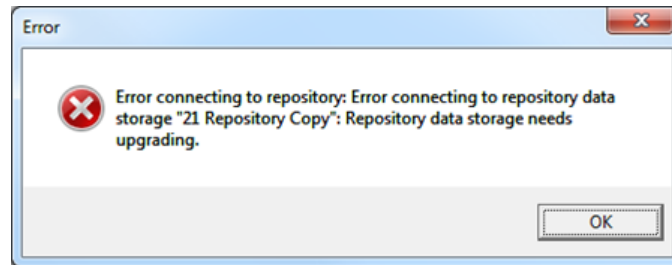 Error
Error connecting to repository: Error connecting to repository data
storage "21 Repository Copy": Repository data storage needs
upgrading.
OK